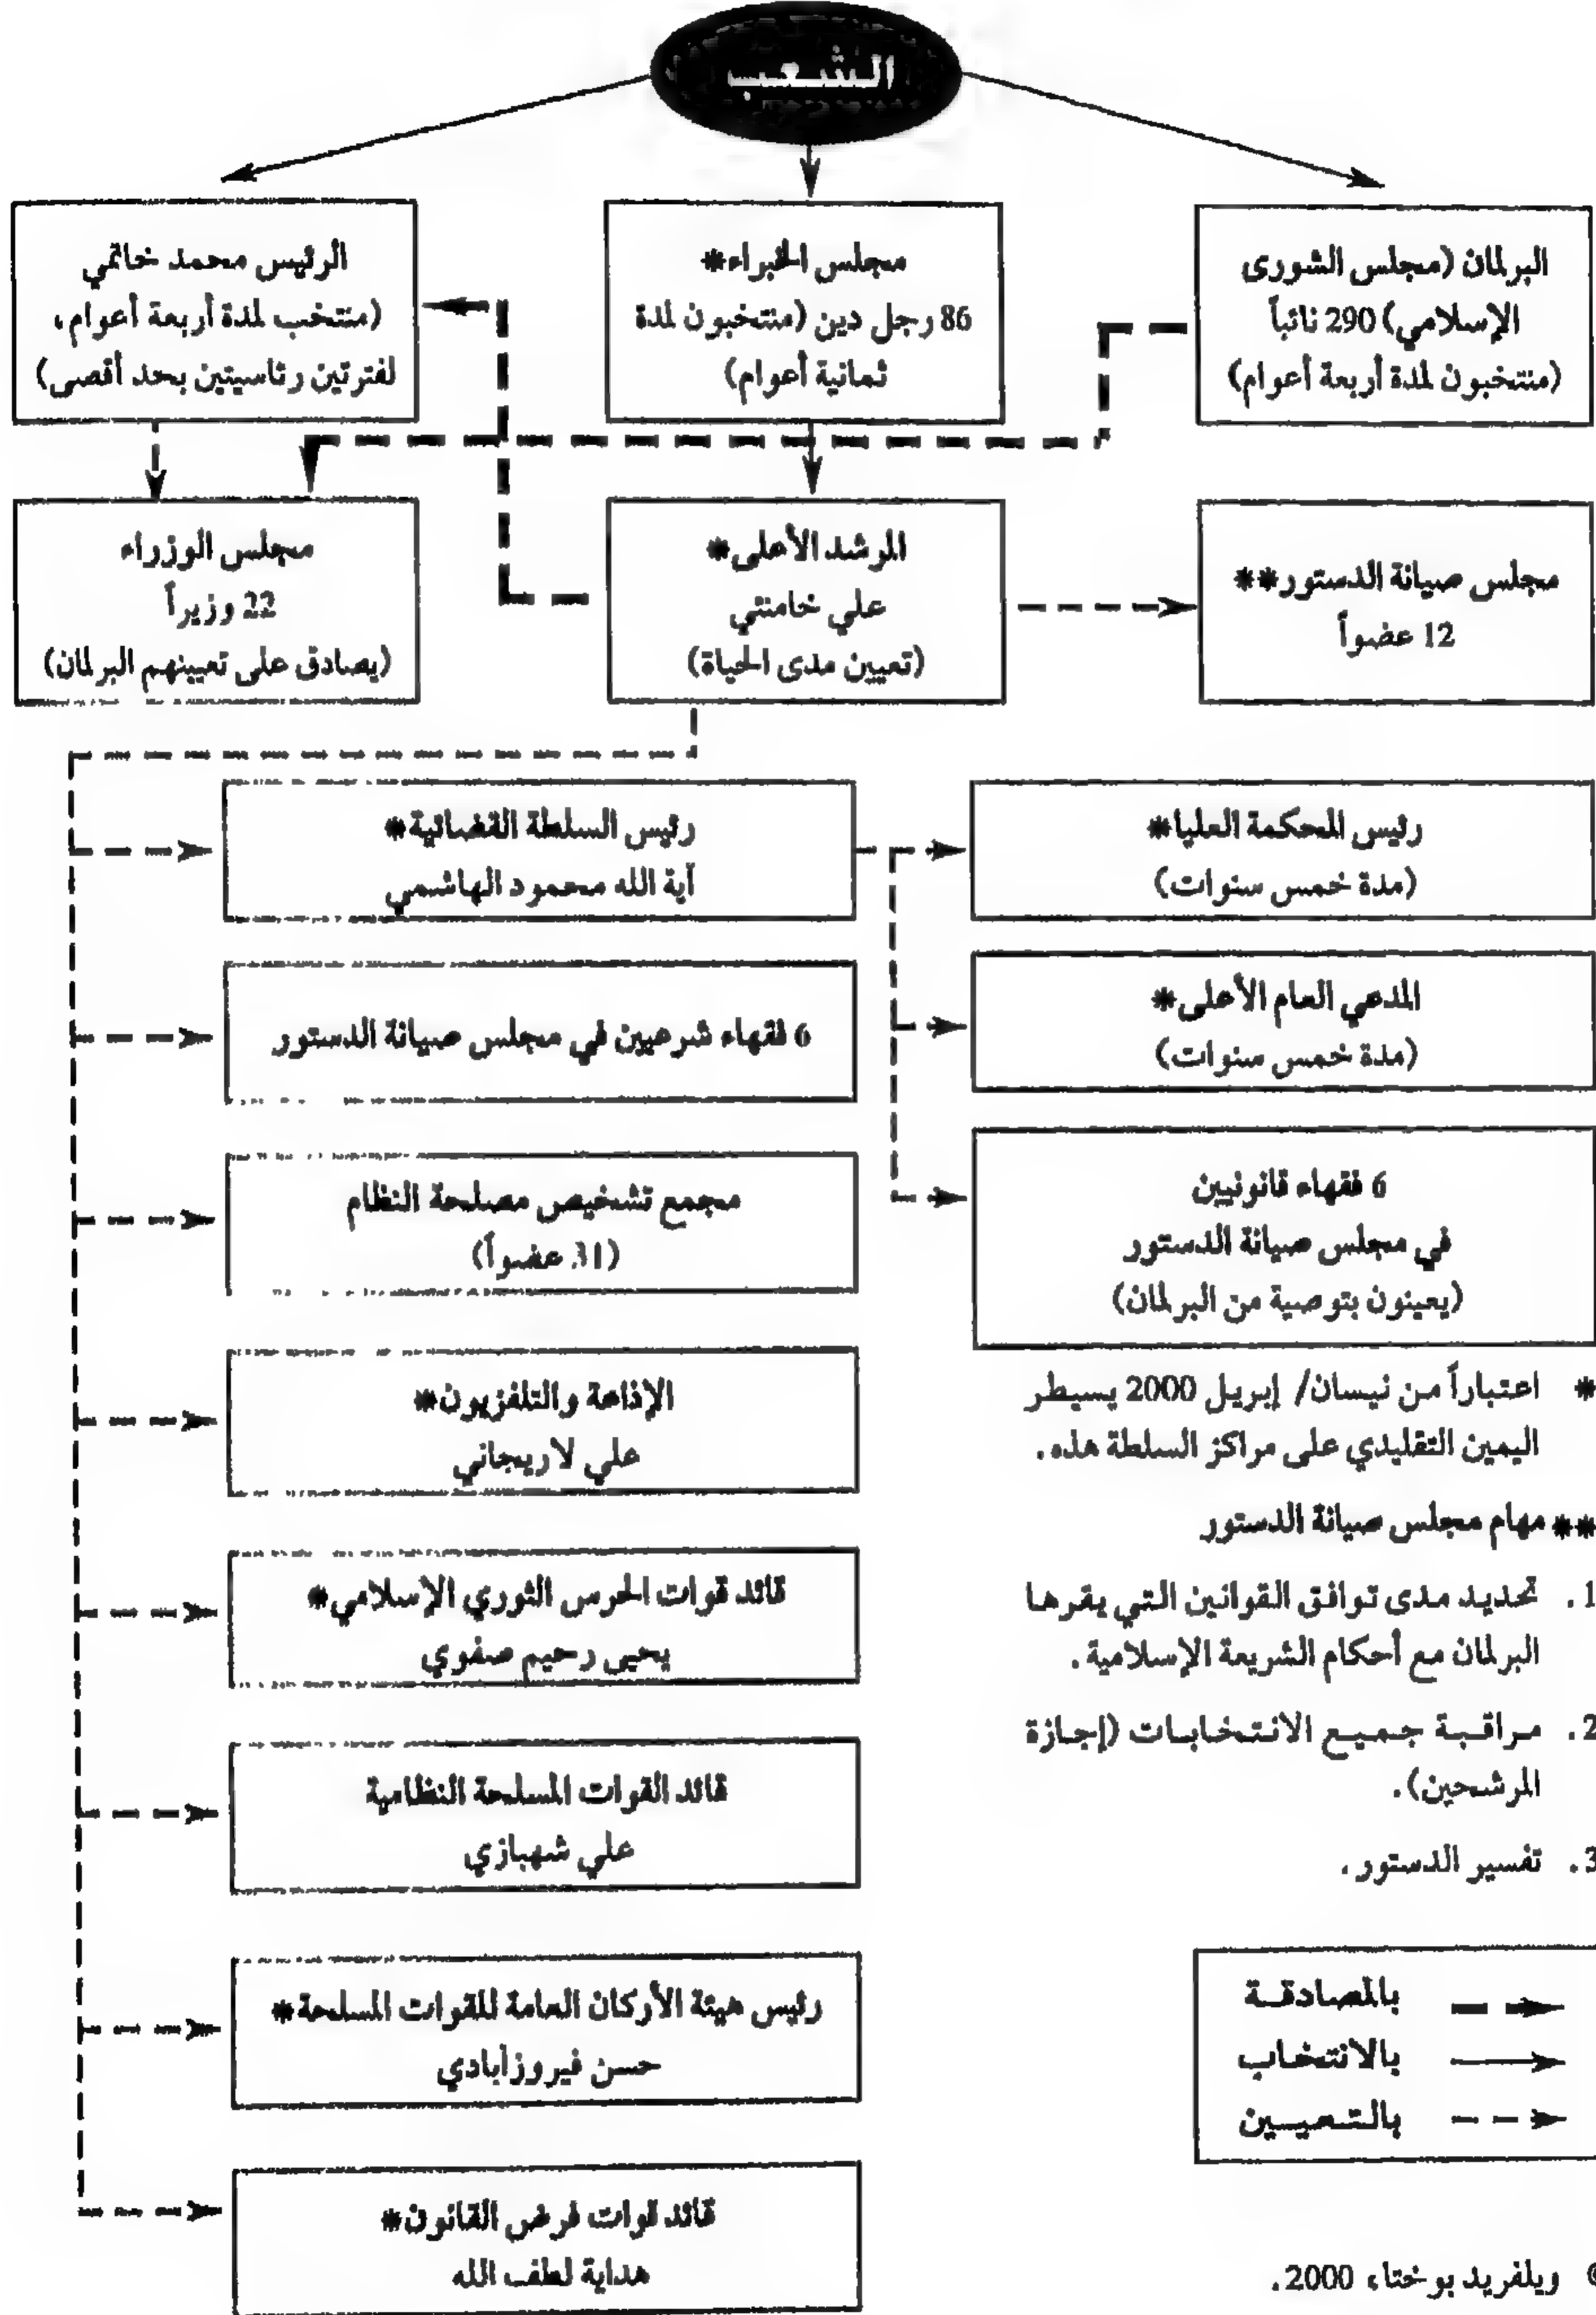 الشعب
البرلمان (مجلس الشورى
الإسلامي) 290 نائباً
(منتخبون لمدة أربعة أعوام)
مجلس الخبراء*
86 رجل دين (منتخبون لمدة
ثمانية أعوام)
الرئيس محمد خاتمي
(منتخب لمدة أربعة أعوام،
لفترتين رئاسيتين بحد أقصى)
مجلس صيانة الدستور**
12 عضواً
المرشد الأعلى*
علي خامنئي
(تعيين مدى الحياة)
مجلس الوزراء
22 وزيراً
(يصادق على تعيينهم البرلمان)
رئيس المحكمة العليا*
(مدة خمس سنوات)
المدعي العام الأعلى*
(مدة خمس سنوات)
6 فقهاء قانونيين
في مجلس صيانة الدستور
(يعينون بتوصية من البرلمان)
رئيس السلطة القضائية*
آية الله محمود الهاشمي
6 فقهاء شرعيين في مجلس صيانة الدستور
مجمع تشخيص مصلحة النظام
(31 عضواً)
الإذاعة والتلفزيون*
علي لاريجاني
قائد قوات الحرس الثوري الإسلامي*
يحيى رحيم صفوي
قائد القوات المسلحة النظامية
علي شهبازي
رئيس هيئة الأركان العامة للقوات المسلحة*
حسن فيروزآبادي
قائد قوات فرض القانون*
هداية لطف الله
* اعتباراً من نيسان/ إبريل 2000 يسيطر
اليمين التقليدي على مراكز السلطة هذه.
** مهام مجلس صيانة الدستور
1. تحديد مدى توافق القوانين التي يقرها
البرلمان مع أحكام الشريعة الإسلامية.
2. مراقبة جميع الانتخابات (إجازة
المرشحين).
3. تفسير الدستور.
بالمصادقة
بالانتخاب
بالتعيين
© ويلفريد بوختا، 2000.